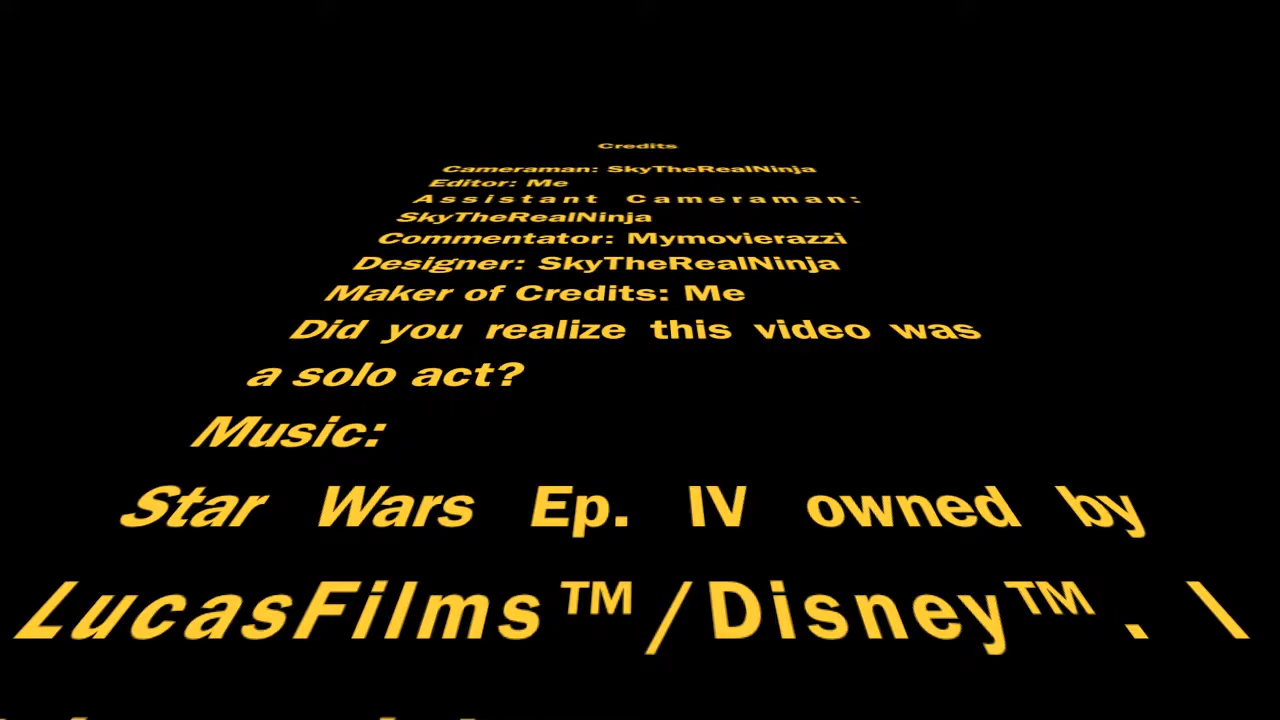 Credits
Cameraman: SkyTheRealNinja
Editor: Me
Assistant Cameraman:
SkyTheRealNinja
Commentator: Mymovierazzi
Designer: SkyTheRealNinja
Maker of Credits: Me
Did you realize this video was
a solo act?
Music:
Star Wars Ep. IV owned by
LucasFilms™/Disney™. I